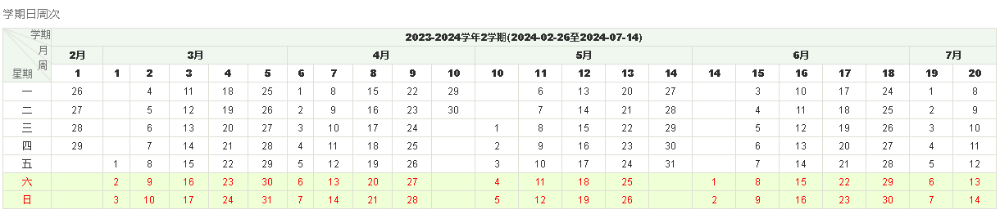 学期日周次
学期 2023-2024学年2学期(2024-02-26至2024-07-14)
月 2月 3月 4月 5月 6月 7月
周 1 1 2 3 4 5 6 7 8 9 10 10 11 12 13 14 14 15 16 17 18 19 20
星期
一 26 4 11 18 25 1 8 15 22 29 6 13 20 27 3 10 17 24 1 8
二 27 5 12 19 26 2 9 16 23 30 7 14 21 28 4 11 18 25 2 9
三 28 6 13 20 27 3 10 17 24 1 8 15 22 29 5 12 19 26 3 10
四 29 7 14 21 28 4 11 18 25 2 9 16 23 30 6 13 20 27 4 11
五 1 8 15 22 29 5 12 19 26 3 10 17 24 31 7 14 21 28 5 12
六 2 9 16 23 30 6 13 20 27 4 11 18 25 1 8 15 22 29 6 13
日 3 10 17 24 31 7 14 21 28 5 12 19 26 2 9 16 23 30 7 14